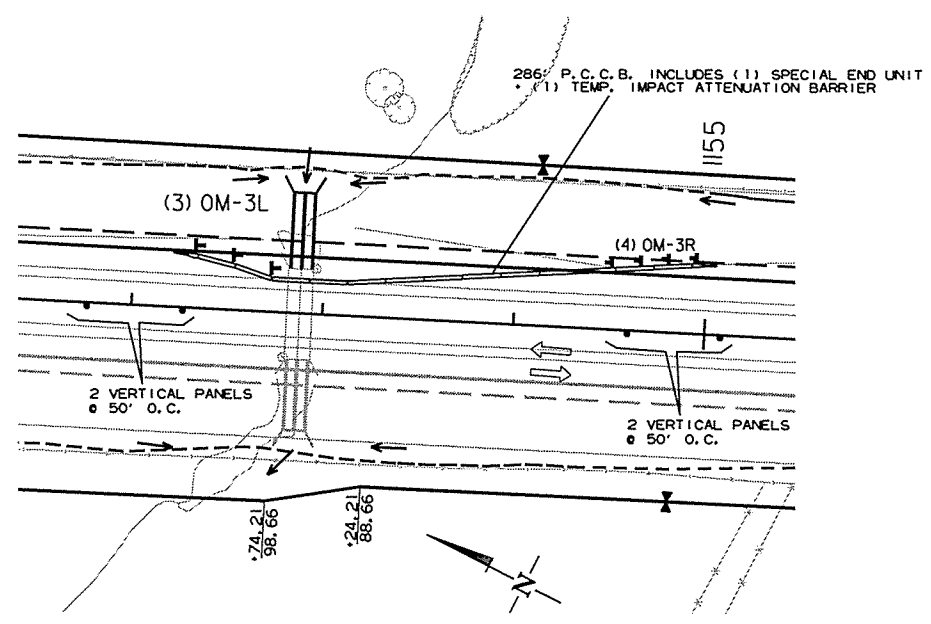 286' P.C.C.B. INCLUDES (1) SPECIAL END UNIT
+ (1) TEMP. IMPACT ATTENUATION BARRIER
1155
(3) OM-3L
(4) OM-3R
2 VERTICAL PANELS
@ 50' O.C.
2 VERTICAL PANELS
@ 50' O.C.
+74.21
98.66
+24.21
88.66
-N-